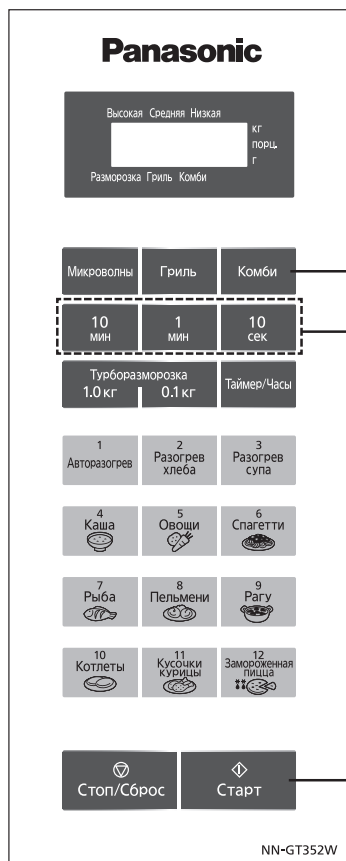 Panasonic
Высокая Средняя Низкая
кг
порц.
г
Разморозка Гриль Комби
Микроволны Гриль Комби
10 1 10
мин мин сек
Турборазморозка
1.0 кг 0.1 кг
Таймер/Часы
1
Авторазогрев
2
Разогрев
хлеба
3
Разогрев
супа
4
Каша
5
Овощи
6
Спагетти
7
Рыба
8
Пельмени
9
Рагу
10
Котлеты
11
Кусочки
курицы
12
Замороженная
пицца
Стоп/Сброс Старт
NN-GT352W